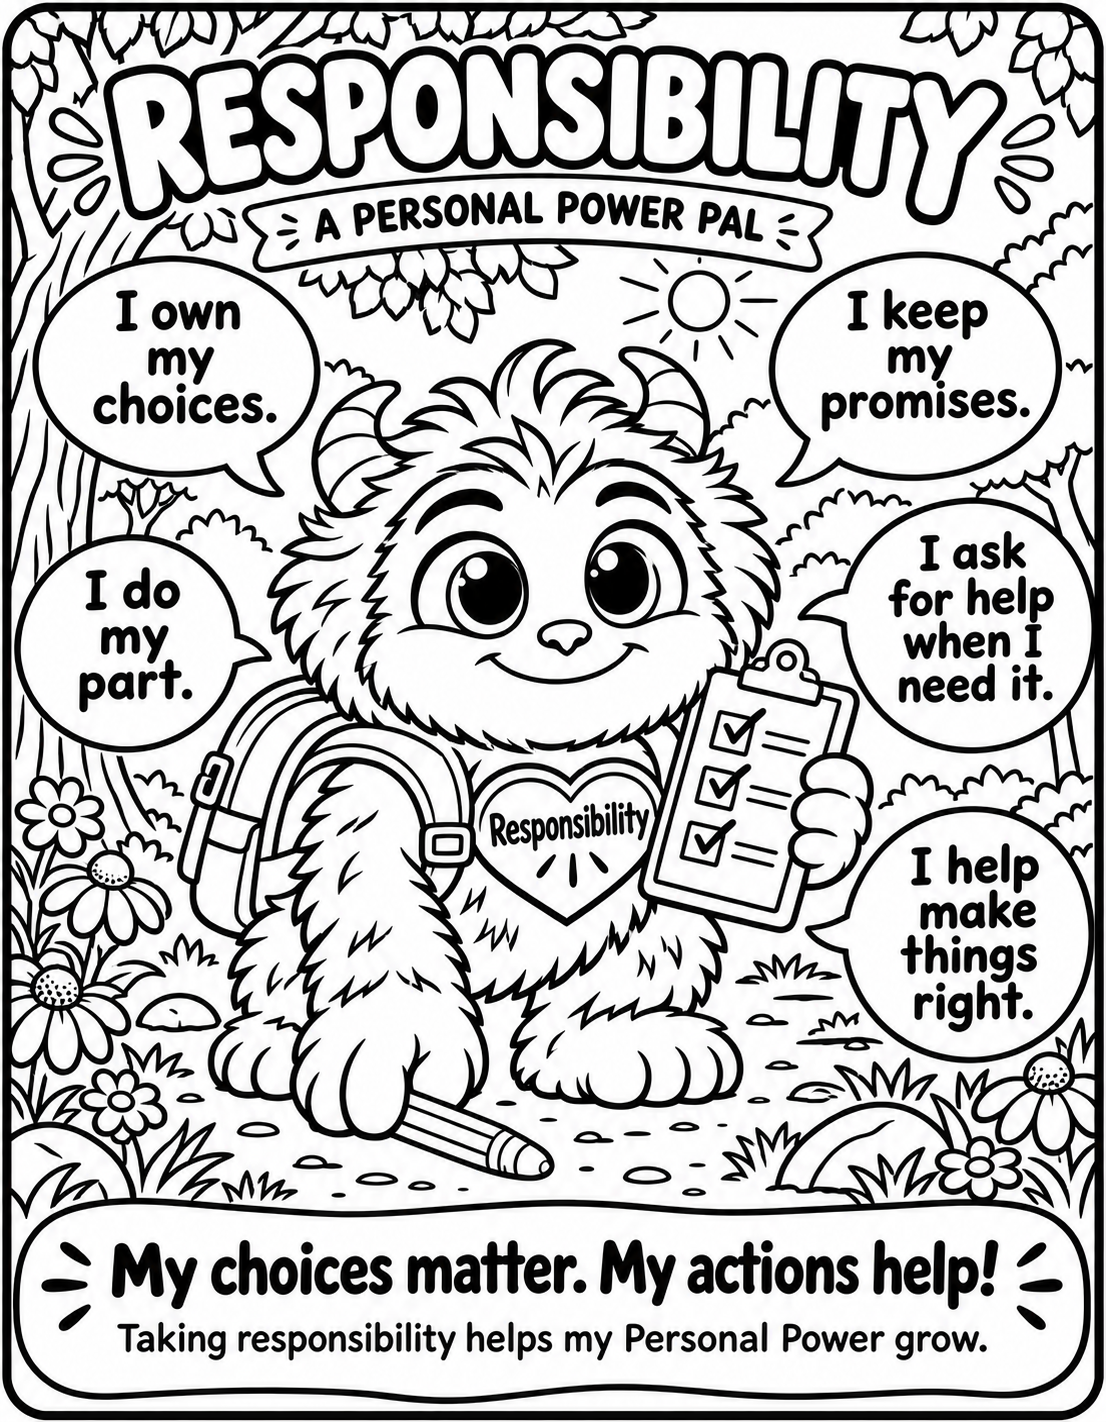 RESPONSIBILITY
A PERSONAL POWER PAL
I own
my
choices.
I keep
my
promises.
I do
my
part.
I ask
for help
when I
need it.
Responsibility
I help
make
things
right.
My choices matter. My actions help!
Taking responsibility helps my Personal Power grow.